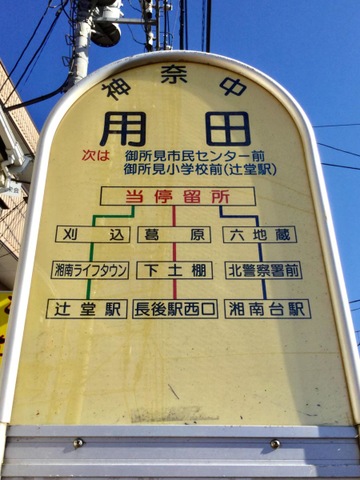 神奈中
用田
次は 御所見市民センター前
御所見小学校前(辻堂駅)
当停留所
刈込 葛原 六地蔵
湘南ライフタウン 下土棚 北警察署前
辻堂駅 長後駅西口 湘南台駅